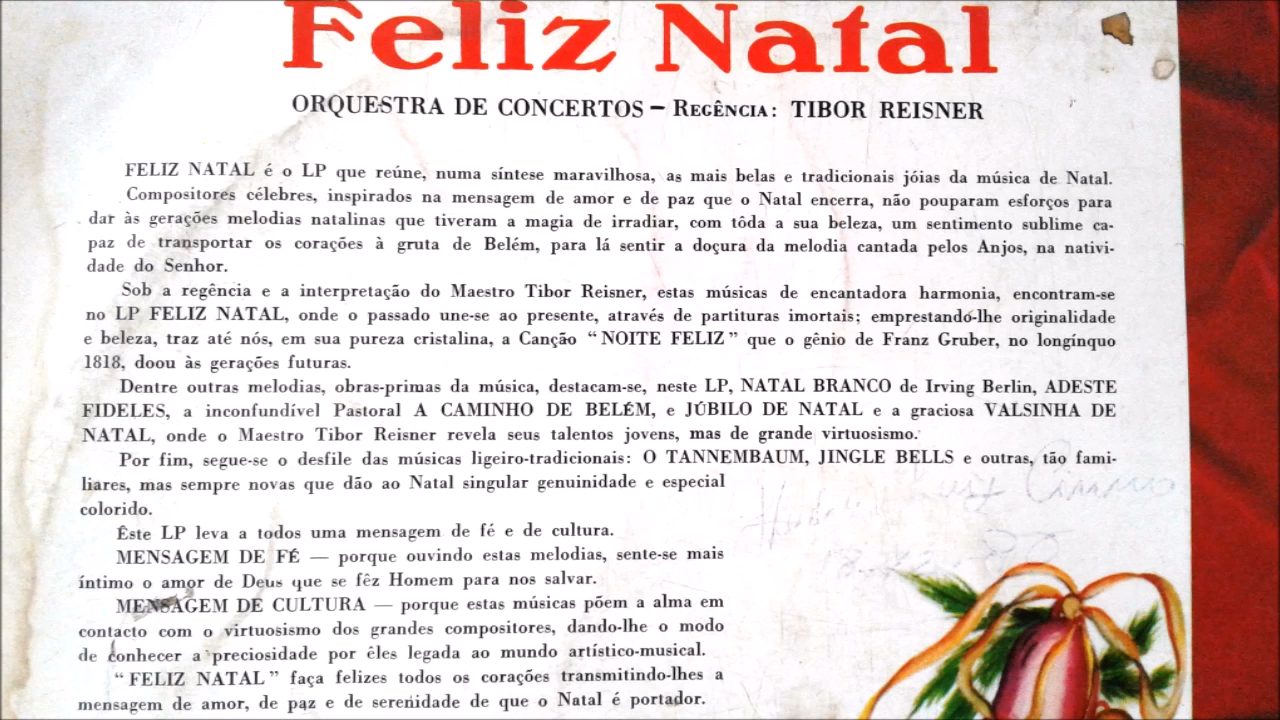 Feliz Natal
ORQUESTRA DE CONCERTOS – REGÊNCIA: TIBOR REISNER
FELIZ NATAL é o LP que reúne, numa síntese maravilhosa, as mais belas e tradicionais jóias da música de Natal.
Compositores célebres, inspirados na mensagem de amor e de paz que o Natal encerra, não pouparam esforços para
dar às gerações melodias natalinas que tiveram a magia de irradiar, com tôda a sua beleza, um sentimento sublime ca-
paz de transportar os corações à gruta de Belém, para lá sentir a doçura da melodia cantada pelos Anjos, na nativi-
dade do Senhor.
Sob a regência e a interpretação do Maestro Tibor Reisner, estas músicas de encantadora harmonia, encontram-se
no LP FELIZ NATAL, onde o passado une-se ao presente, através de partituras imortais; emprestando-lhe originalidade
e beleza, traz até nós, em sua pureza cristalina, a Canção “NOITE FELIZ” que o gênio de Franz Gruber, no longínquo
1818, doou às gerações futuras.
Dentre outras melodias, obras-primas da música, destacam-se, neste LP, NATAL BRANCO de Irving Berlin, ADESTE
FIDELES, a inconfundível Pastoral A CAMINHO DE BELÉM, e JÚBILO DE NATAL e a graciosa VALSINHA DE
NATAL, onde o Maestro Tibor Reisner revela seus talentos jovens, mas de grande virtuosismo.
Por fim, segue-se o desfile das músicas ligeiro-tradicionais: O TANNEMBAUM, JINGLE BELLS e outras, tão fami-
liares, mas sempre novas que dão ao Natal singular genuinidade e especial
colorido.
Êste LP leva a todos uma mensagem de fé e de cultura.
MENSAGEM DE FÉ — porque ouvindo estas melodias, sente-se mais
íntimo o amor de Deus que se fêz Homem para nos salvar.
MENSAGEM DE CULTURA — porque estas músicas põem a alma em
contacto com o virtuosismo dos grandes compositores, dando-lhe o modo
de conhecer a preciosidade por êles legada ao mundo artístico-musical.
“FELIZ NATAL” faça felizes todos os corações transmitindo-lhes a
mensagem de amor, de paz e de serenidade de que o Natal é portador.